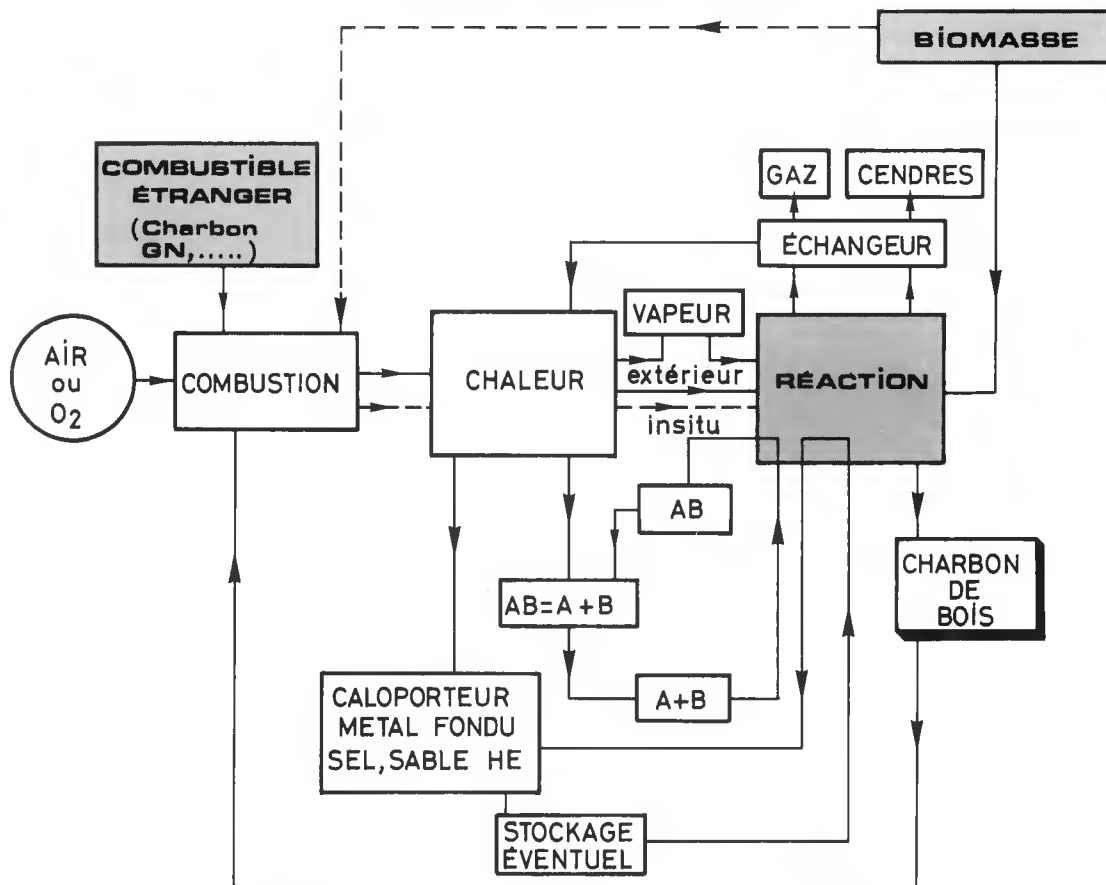 BiOMASSE
COMBUSTiBLE
ÉTRANGER
(Charbon
GN,.....)
GAZ
CENDRES
ÉCHANGEUR
AiR
ou
O2
COMBUSTION
CHALEUR
VAPEUR
extérieur
insitu
RÉACTiON
AB
AB=A+B
A+B
CHARBON
DE
BOiS
CALOPORTEUR
METAL FONDU
SEL, SABLE HE
STOCKAGE
ÉVENTUEL